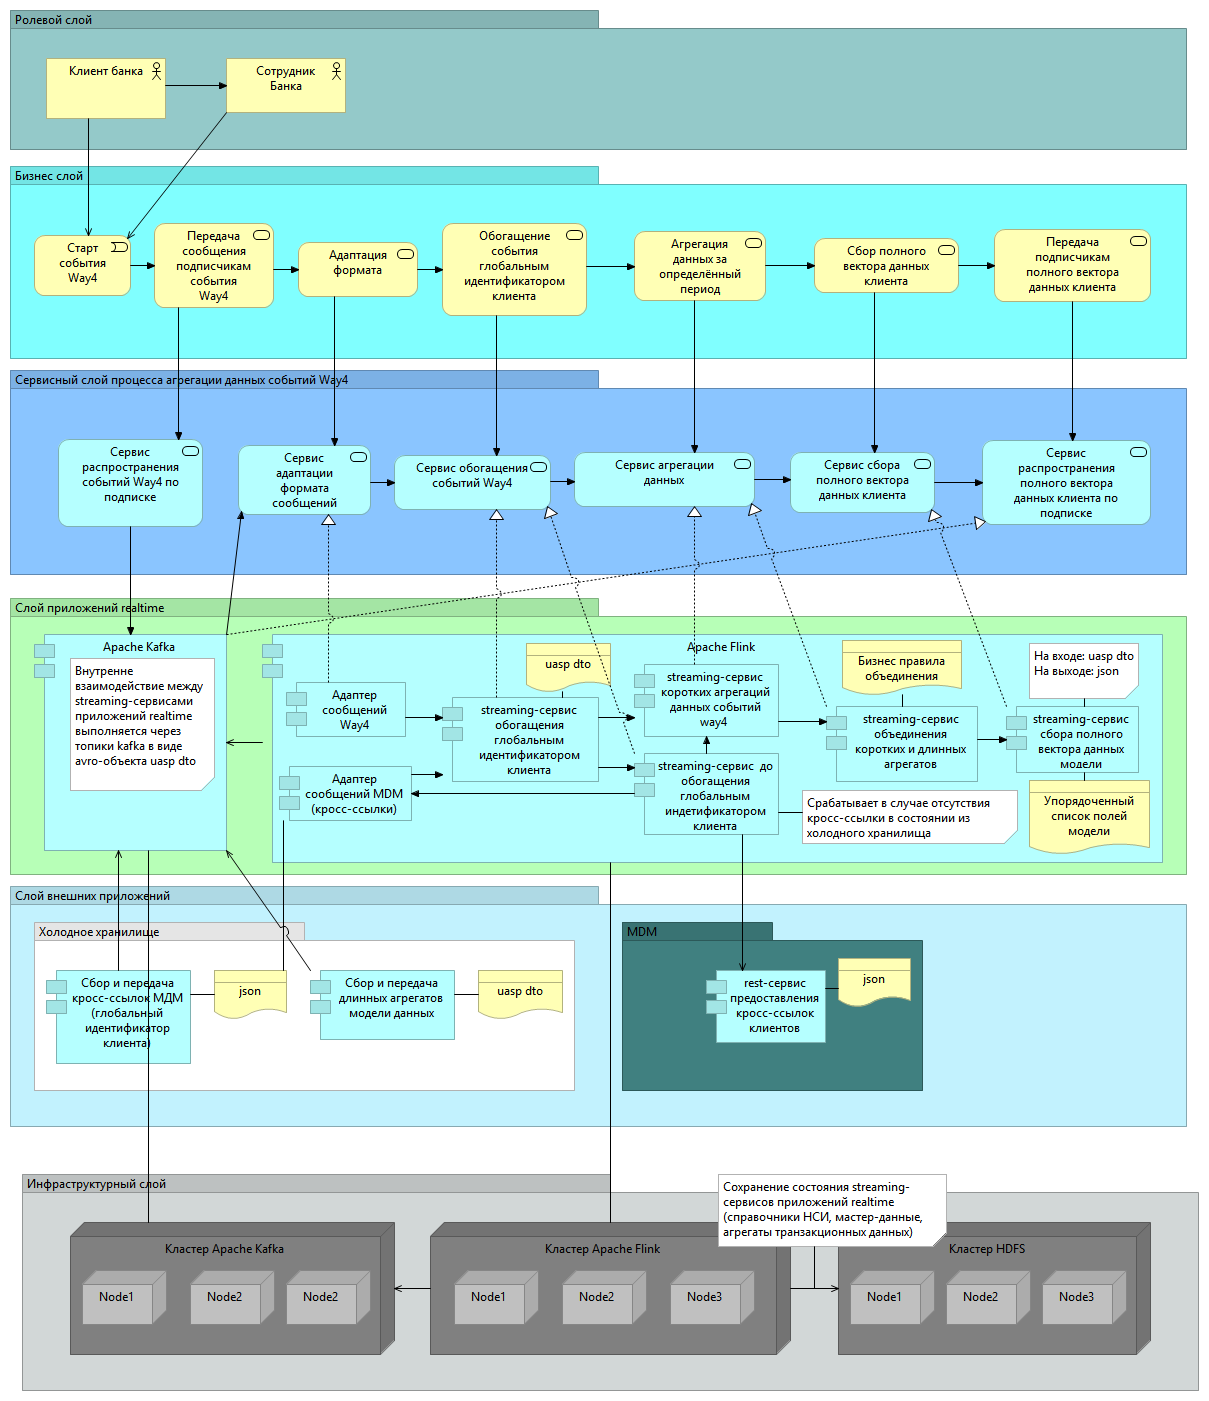 Ролевой слой
Клиент банка
Сотрудник
Банка
Бизнес слой
Старт
события
Way4
Передача
сообщения
подписчикам
события
Way4
Адаптация
формата
Обогащение
события
глобальным
идентификатором
клиента
Агрегация
данных за
определённый
период
Сбор полного
вектора данных
клиента
Передача
подписчикам
полного вектора
данных клиента
Сервисный слой процесса агрегации данных событий Way4
Сервис
распространения
событий Way4 по
подписке
Сервис
адаптации
формата
сообщений
Сервис обогащения
событий Way4
Сервис агрегации
данных
Сервис сбора
полного вектора
данных клиента
Сервис
распространения
полного вектора
данных клиента по
подписке
Слой приложений realtime
Apache Kafka
Внутренне
взаимодействие между
streaming-сервисами
приложений realtime
выполняется через
топики kafka в виде
avro-объекта uasp dto
Apache Flink
Адаптер
сообщений
Way4
uasp dto
streaming-сервис
обогащения
глобальным
идентификатором
клиента
streaming-сервис
коротких агрегаций
данных событий
way4
Бизнес правила
объединения
streaming-сервис
объединения
коротких и длинных
агрегатов
На входе: uasp dto
На выходе: json
streaming-сервис
сбора полного
вектора данных
модели
Адаптер
сообщений MDM
(кросс-ссылки)
streaming-сервис до
обогащения
глобальным
индетификатором
клиента
Срабатывает в случае отсутствия
кросс-ссылки в состоянии из
холодного хранилища
Упорядоченный
список полей
модели
Слой внешних приложений
Холодное хранилище
Сбор и передача
кросс-ссылок МДМ
(глобальный
идентификатор
клиента)
json
Сбор и передача
длинных агрегатов
модели данных
uasp dto
MDM
rest-сервис
предоставления
кросс-ссылок
клиентов
json
Инфраструктурный слой
Сохранение состояния streaming-
сервисов приложений realtime
(справочники НСИ, мастер-данные,
агрегаты транзакционных данных)
Кластер Apache Kafka
Node1
Node2
Node2
Кластер Apache Flink
Node1
Node2
Node3
Кластер HDFS
Node1
Node2
Node3